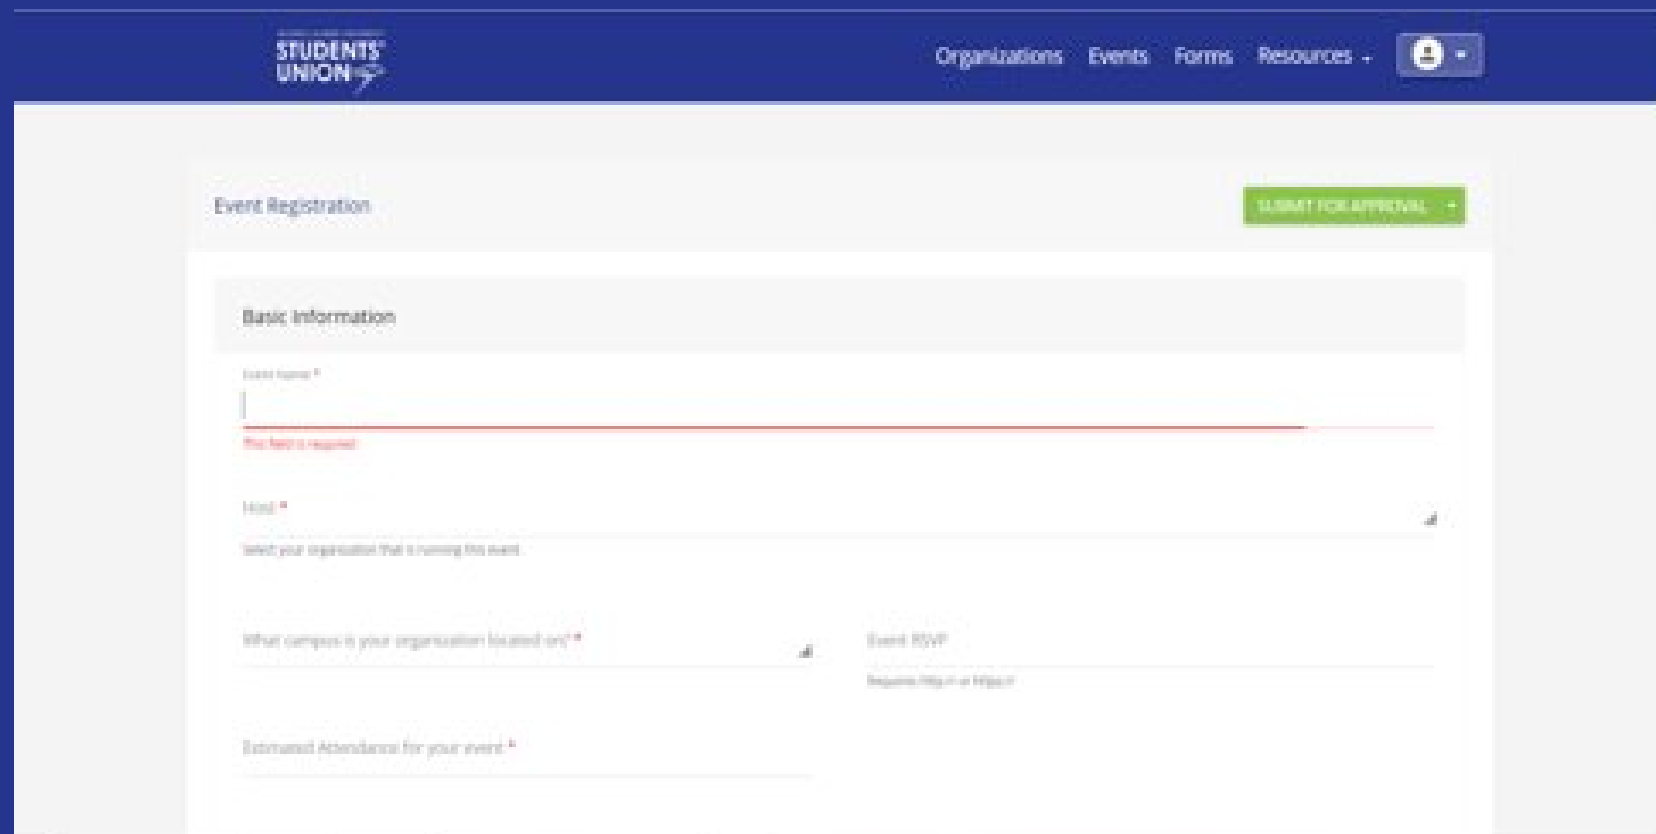 STUDENTS'
UNION
Organizations Events Forms Resources
Event Registration
SUBMIT FOR APPROVAL
Basic Information
Event Name *
This field is required
Host *
Select your organization that is running this event
What campus is your organization located on? *
Event RSVP
Requires http:// or https://
Estimated Attendance for your event *